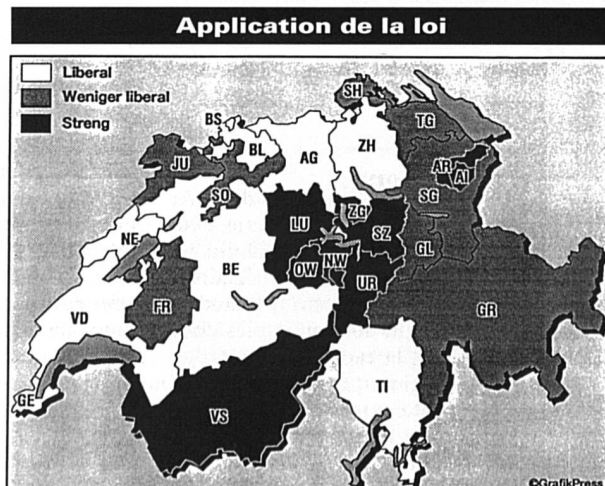 Application de la loi
Liberal
Weniger liberal
Streng
SH
BS
BL
TG
ZH
AG
JU
AR
AI
SO
SG
ZG
LU
SZ
NE
GL
OW
NW
BE
UR
FR
GR
VD
TI
GE
VS
©GrafikPress